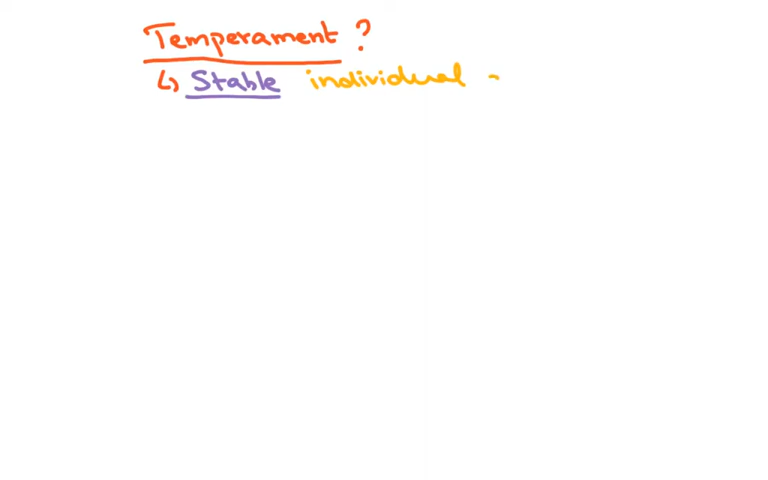 Temperament ?
↳ Stable individual -